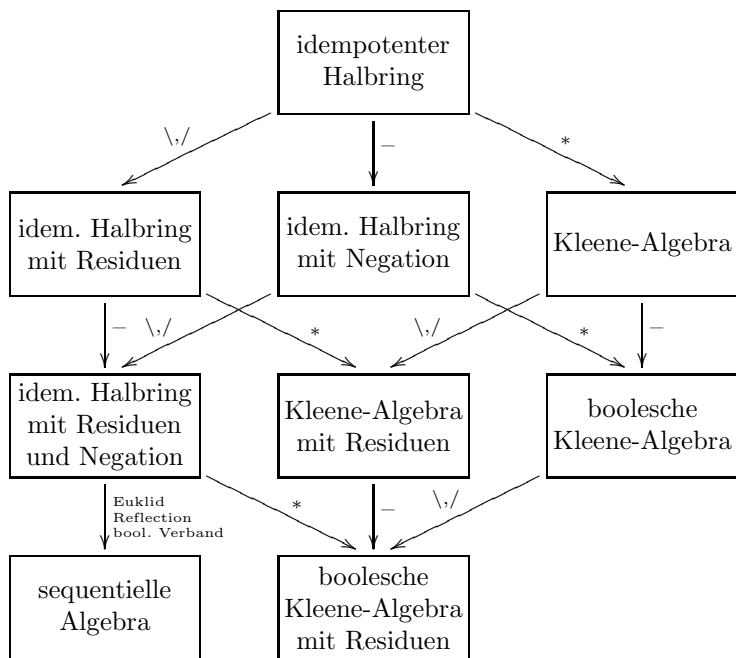 idempotenter
Halbring
\,/
−
*
idem. Halbring
mit Residuen
idem. Halbring
mit Negation
Kleene-Algebra
−
\,/
*
\,/
*
−
idem. Halbring
mit Residuen
und Negation
Kleene-Algebra
mit Residuen
boolesche
Kleene-Algebra
Euklid
Reflection
bool. Verband
*
−
\,/
sequentielle
Algebra
boolesche
Kleene-Algebra
mit Residuen